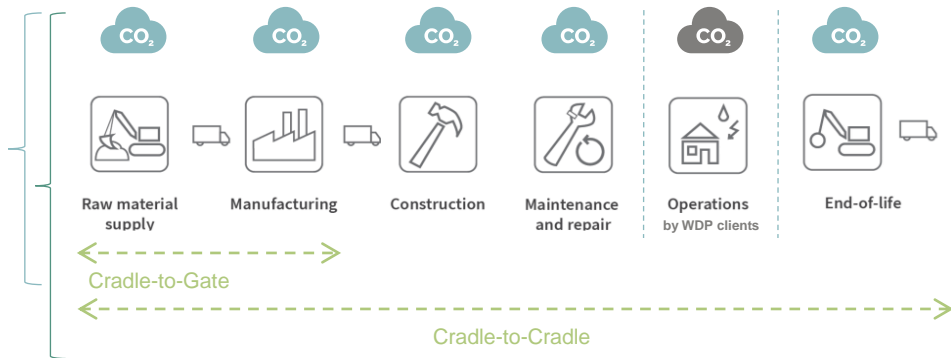 CO₂ CO₂ CO₂ CO₂ CO₂ CO₂
Raw material supply
Manufacturing
Construction
Maintenance and repair
Operations
by WDP clients
End-of-life
Cradle-to-Gate
Cradle-to-Cradle